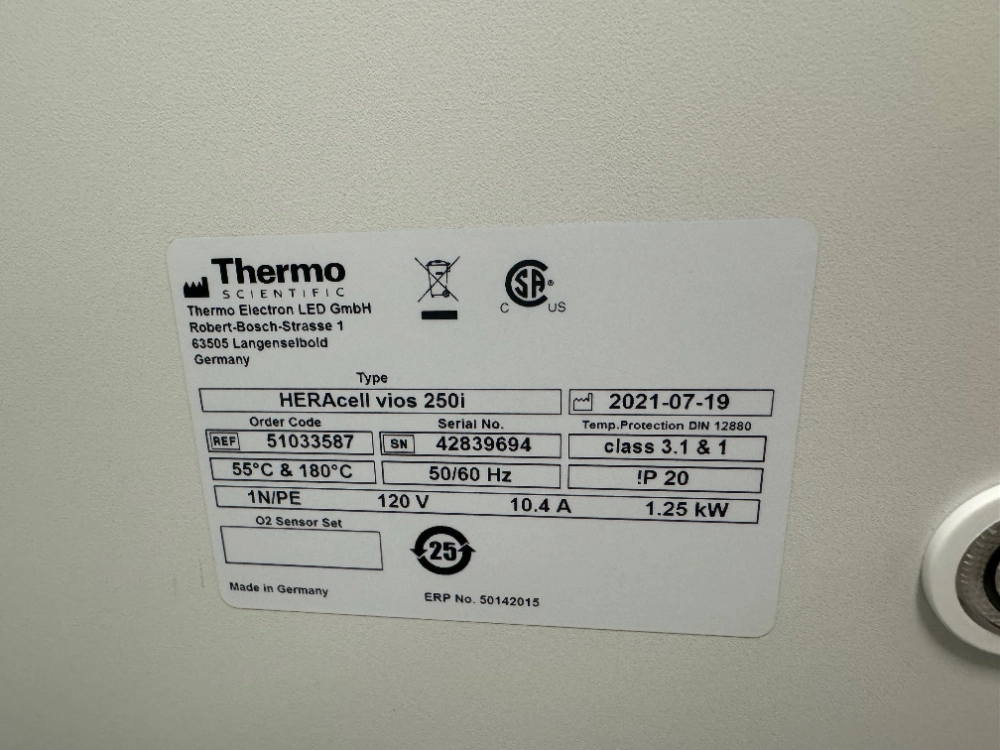 Thermo
SCIENTIFIC
Thermo Electron LED GmbH
Robert-Bosch-Strasse 1
63505 Langenselbold
Germany
SA
C US
Type
HERAcell vios 250i
2021-07-19
Order Code
Serial No.
Temp.Protection DIN 12880
REF 51033587
SN 42839694
class 3.1 & 1
55°C & 180°C
50/60 Hz
IP 20
1N/PE 120 V 10.4 A 1.25 kW
O2 Sensor Set
25
Made in Germany
ERP No. 50142015